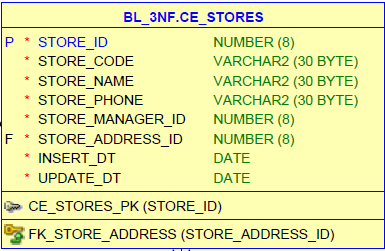 BL_3NF.CE_STORES
P * STORE_ID NUMBER (8)
* STORE_CODE VARCHAR2 (30 BYTE)
* STORE_NAME VARCHAR2 (30 BYTE)
* STORE_PHONE VARCHAR2 (30 BYTE)
* STORE_MANAGER_ID NUMBER (8)
F * STORE_ADDRESS_ID NUMBER (8)
* INSERT_DT DATE
* UPDATE_DT DATE
CE_STORES_PK (STORE_ID)
FK_STORE_ADDRESS (STORE_ADDRESS_ID)